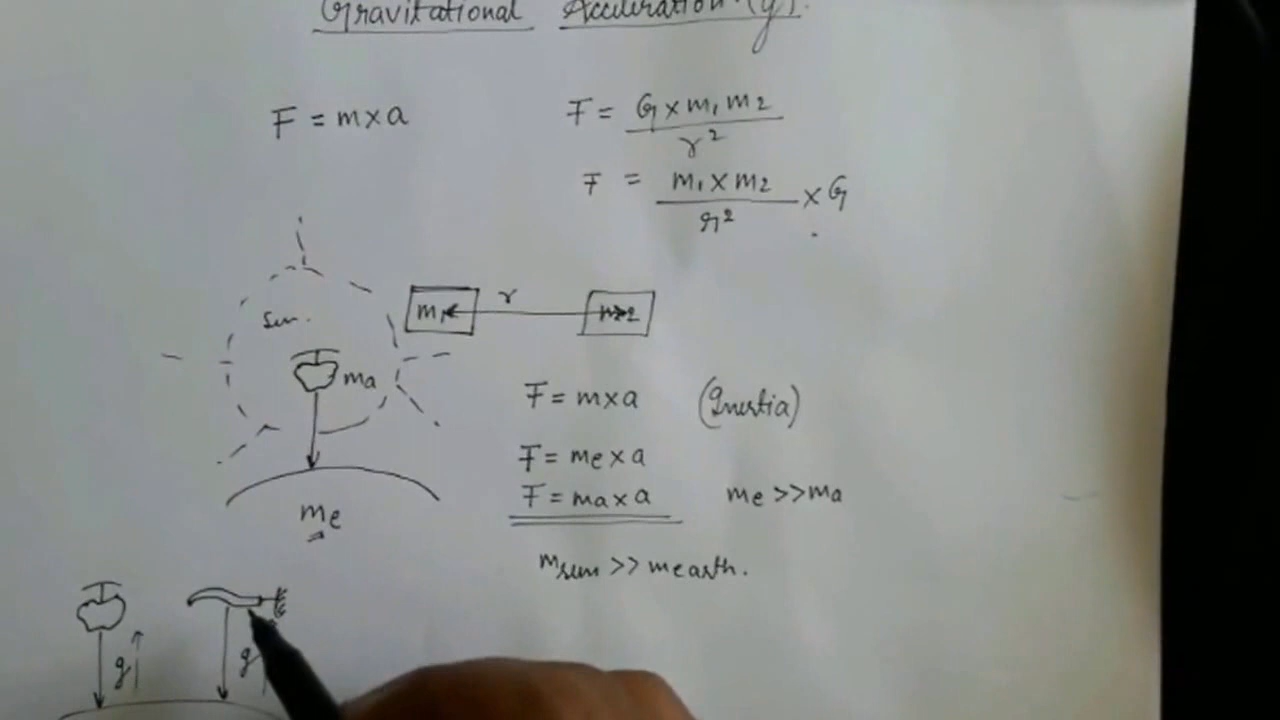 Gravitational Acceleration (g).
F = m x a
F = G x m1 m2 / r²
F = m1 x m2 / r² x G
Sun.
m1
r
m2
ma
F = m x a (Inertia)
F = me x a
F = ma x a me >> ma
me
msun >> mearth.
g
g